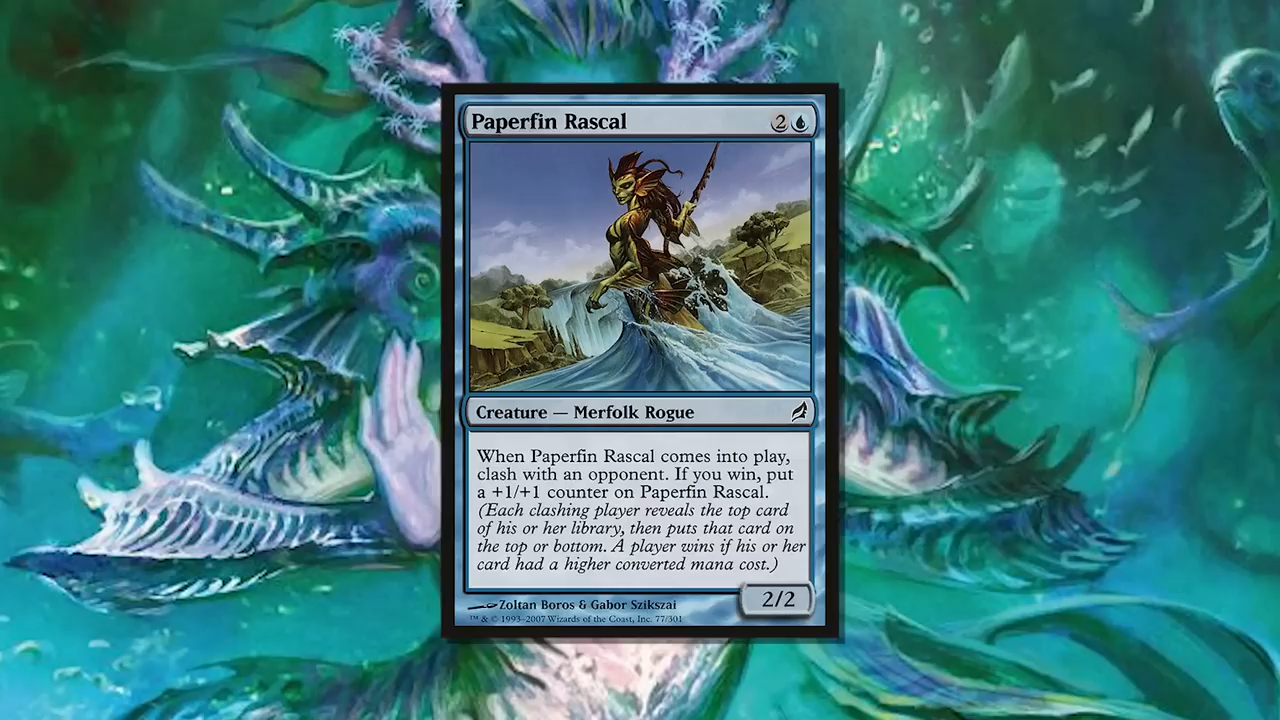 Paperfin Rascal 2
Creature — Merfolk Rogue
When Paperfin Rascal comes into play,
clash with an opponent. If you win, put
a +1/+1 counter on Paperfin Rascal.
(Each clashing player reveals the top card
of his or her library, then puts that card on
the top or bottom. A player wins if his or her
card had a higher converted mana cost.)
2/2
Zoltan Boros & Gabor Szikszai
™ & © 1993–2007 Wizards of the Coast, Inc. 77/301